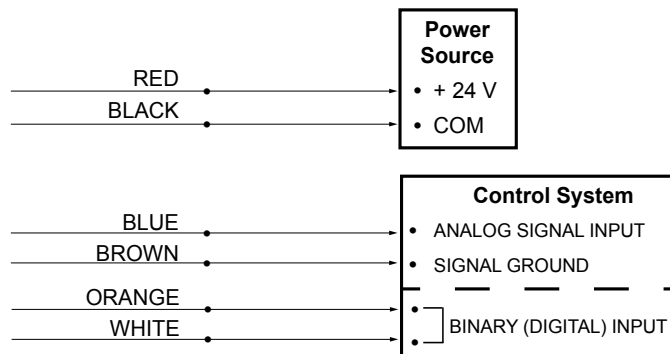 Power
Source
RED
• + 24 V
BLACK
• COM
Control System
BLUE
• ANALOG SIGNAL INPUT
BROWN
• SIGNAL GROUND
ORANGE
WHITE
BINARY (DIGITAL) INPUT